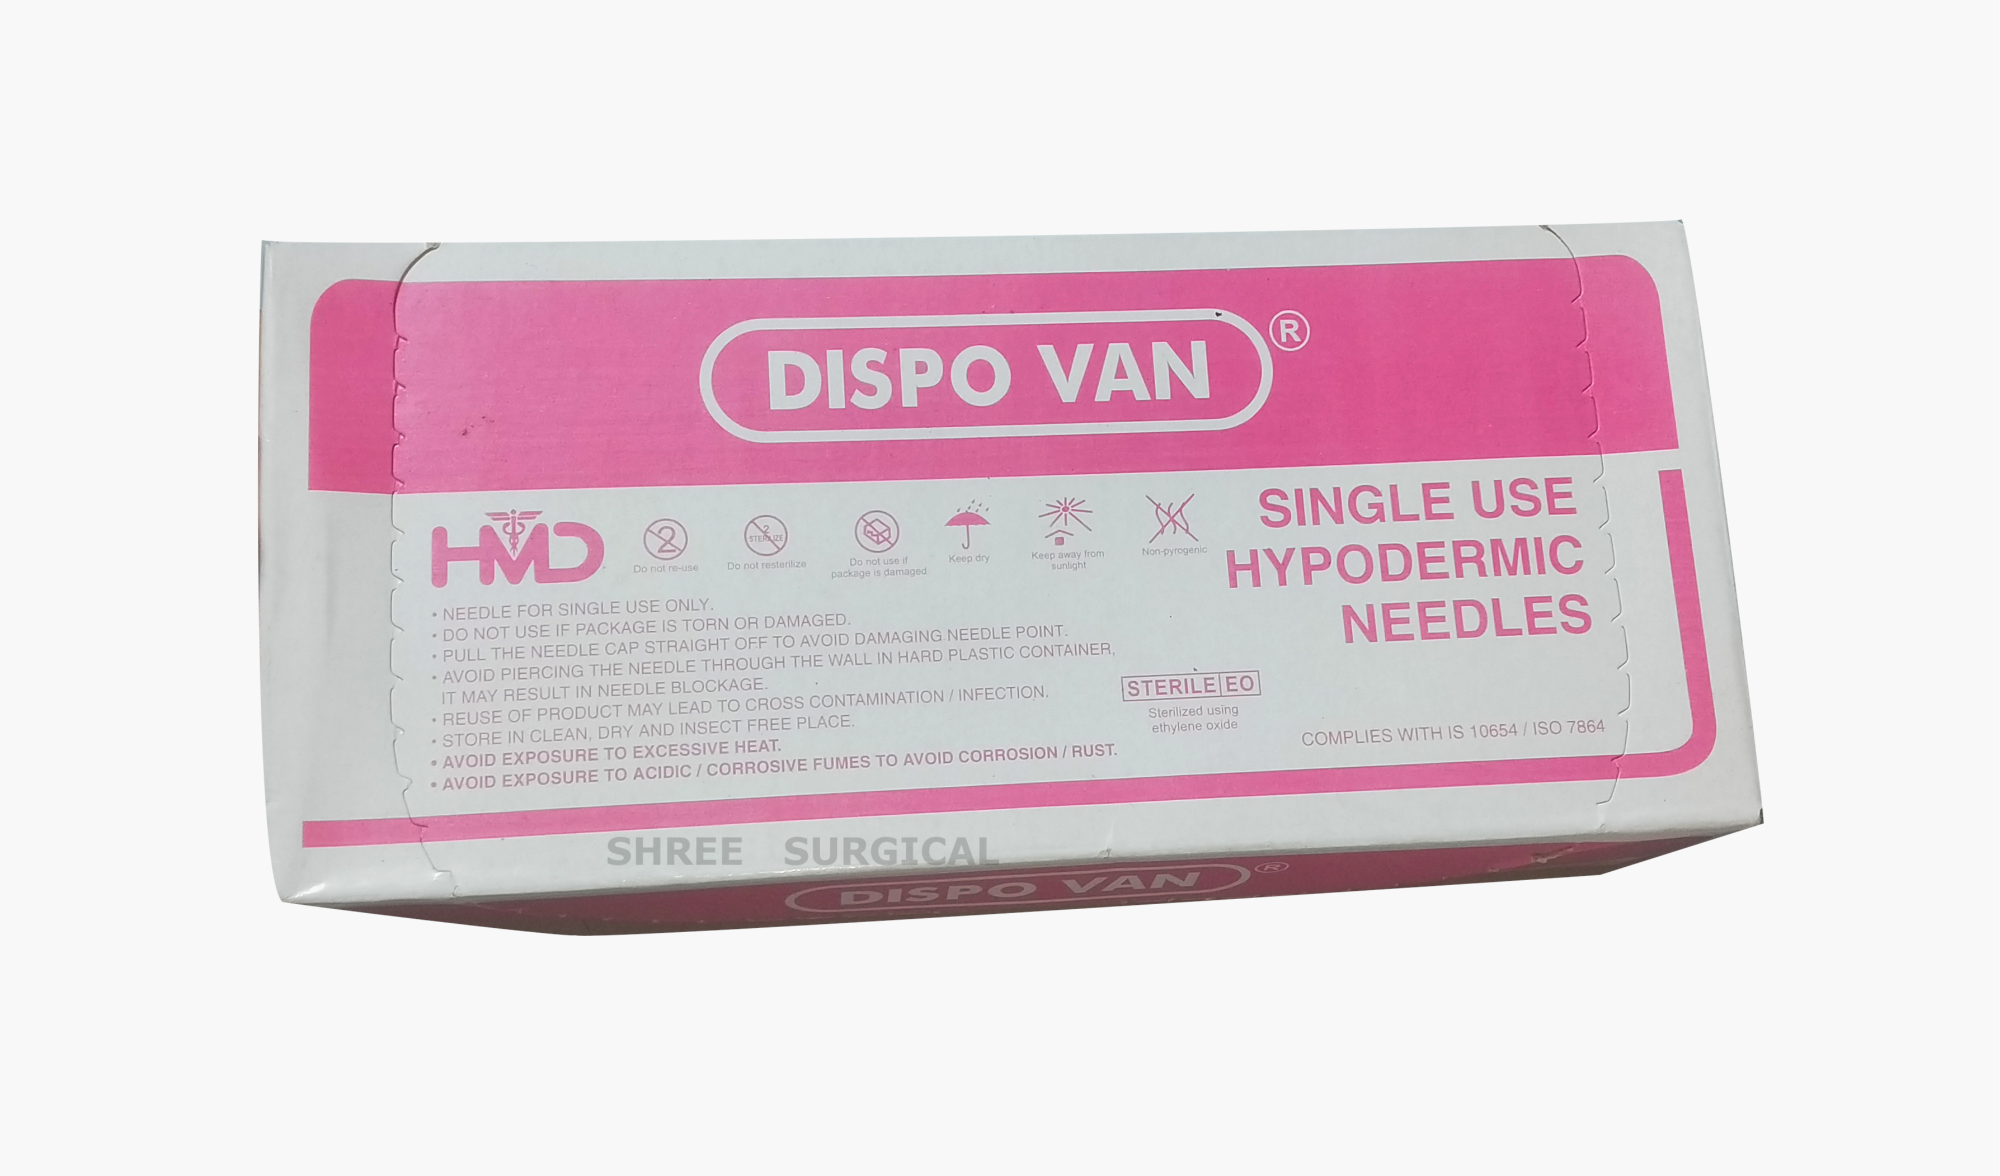 DISPO VAN ®
HMD
2
Do not re-use
2
STERILIZE
Do not resterilize
Do not use if
package is damaged
Keep dry
Keep away from
sunlight
Non-pyrogenic
SINGLE USE
HYPODERMIC
NEEDLES
• NEEDLE FOR SINGLE USE ONLY.
• DO NOT USE IF PACKAGE IS TORN OR DAMAGED.
• PULL THE NEEDLE CAP STRAIGHT OFF TO AVOID DAMAGING NEEDLE POINT.
• AVOID PIERCING THE NEEDLE THROUGH THE WALL IN HARD PLASTIC CONTAINER,
IT MAY RESULT IN NEEDLE BLOCKAGE.
• REUSE OF PRODUCT MAY LEAD TO CROSS CONTAMINATION / INFECTION.
• STORE IN CLEAN, DRY AND INSECT FREE PLACE.
• AVOID EXPOSURE TO EXCESSIVE HEAT.
• AVOID EXPOSURE TO ACIDIC / CORROSIVE FUMES TO AVOID CORROSION / RUST.
STERILE EO
Sterilized using
ethylene oxide
COMPLIES WITH IS 10654 / ISO 7864
SHREE SURGICAL
DISPO VAN ®